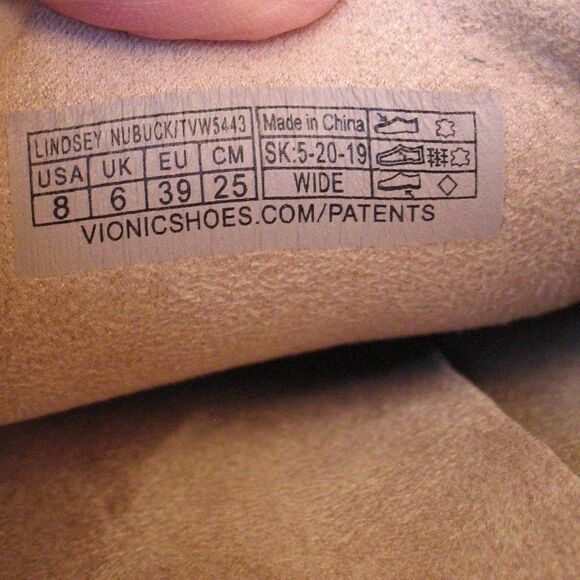 LINDSEY NUBUCK/TVW5443
USA UK EU CM
8 6 39 25
Made in China
SK:5-20-19
WIDE
VIONICSHOES.COM/PATENTS